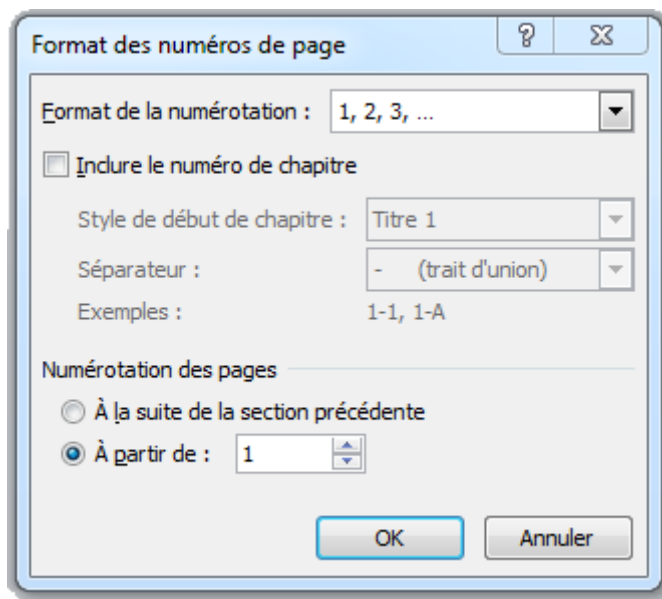 Format des numéros de page
Format de la numérotation : 1, 2, 3, ...
Inclure le numéro de chapitre
Style de début de chapitre : Titre 1
Séparateur : - (trait d'union)
Exemples : 1-1, 1-A
Numérotation des pages
À la suite de la section précédente
À partir de : 1
OK Annuler